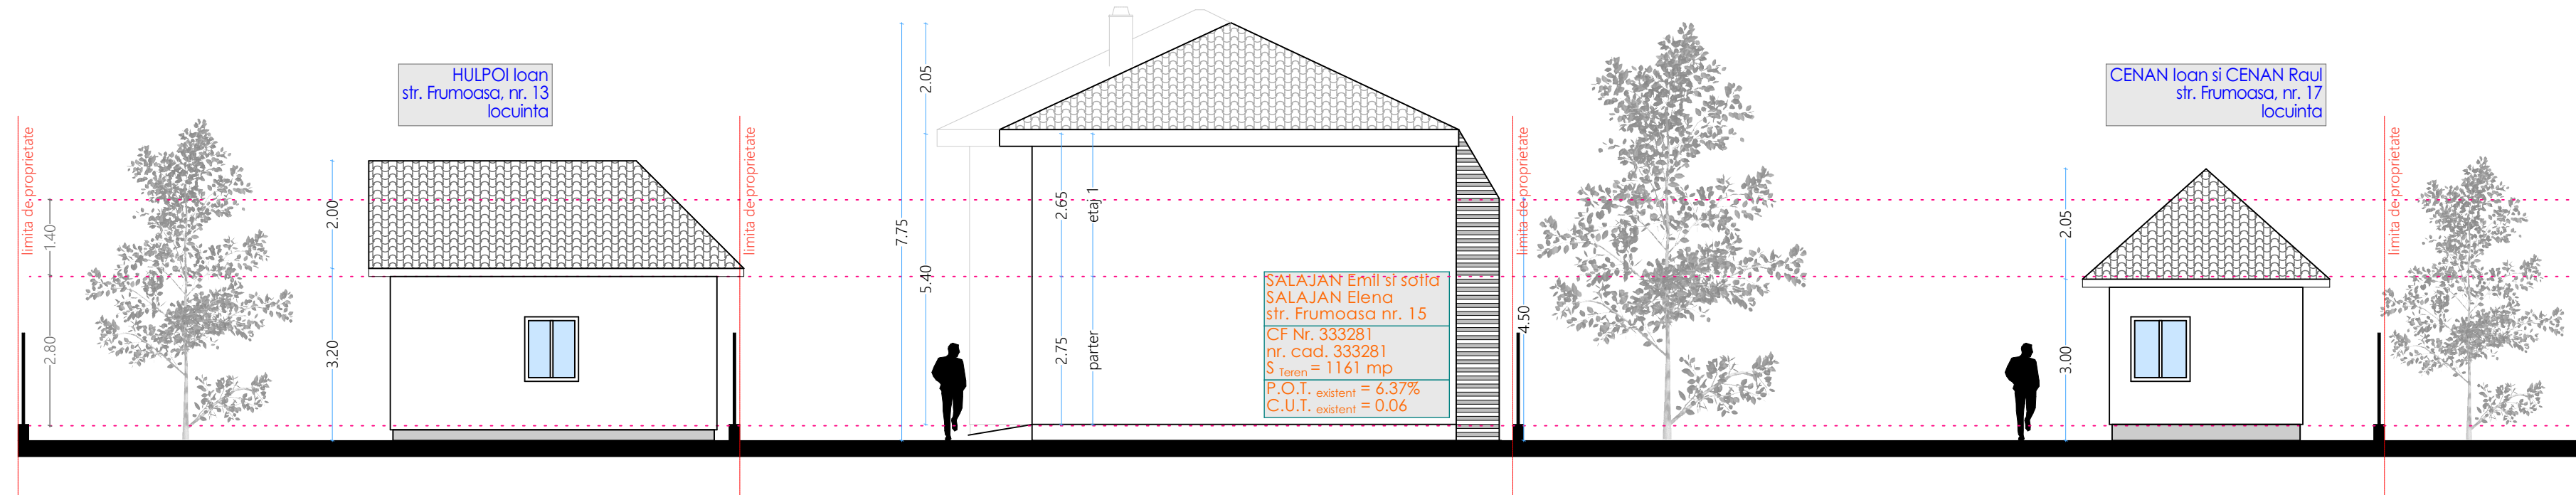 HULPOI Ioan
str. Frumoasa, nr. 13
locuinta
CENAN Ioan si CENAN Raul
str. Frumoasa, nr. 17
locuinta
limita de proprietate
limita de proprietate
limita de proprietate
limita de proprietate
1.40
2.80
2.00
3.20
7.75
2.05
5.40
2.65
2.75
etaj 1
parter
SALAJAN Emil si sotia
SALAJAN Elena
str. Frumoasa nr. 15
CF Nr. 333281
nr. cad. 333281
S Teren = 1161 mp
P.O.T. existent = 6.37%
C.U.T. existent = 0.06
4.50
2.05
3.00